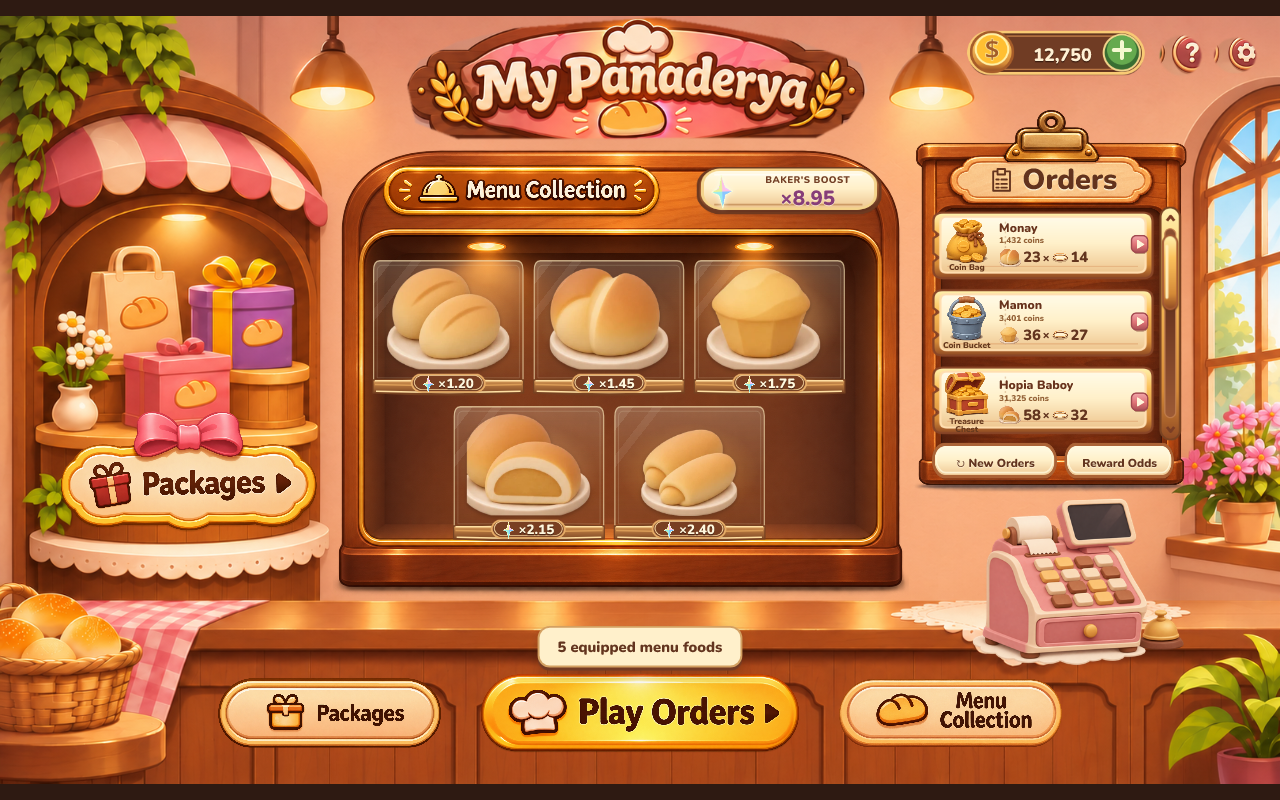 My Panaderya
$ 12,750 +
?
Menu Collection
BAKER'S BOOST
×8.95
×1.20
×1.45
×1.75
×2.15
×2.40
Packages
Orders
Monay
1,432 coins
23 × 14
Coin Bag
Mamon
3,401 coins
36 × 27
Coin Bucket
Hopia Baboy
31,325 coins
58 × 32
Treasure
Chest
↻ New Orders
Reward Odds
5 equipped menu foods
Packages
Play Orders
Menu
Collection